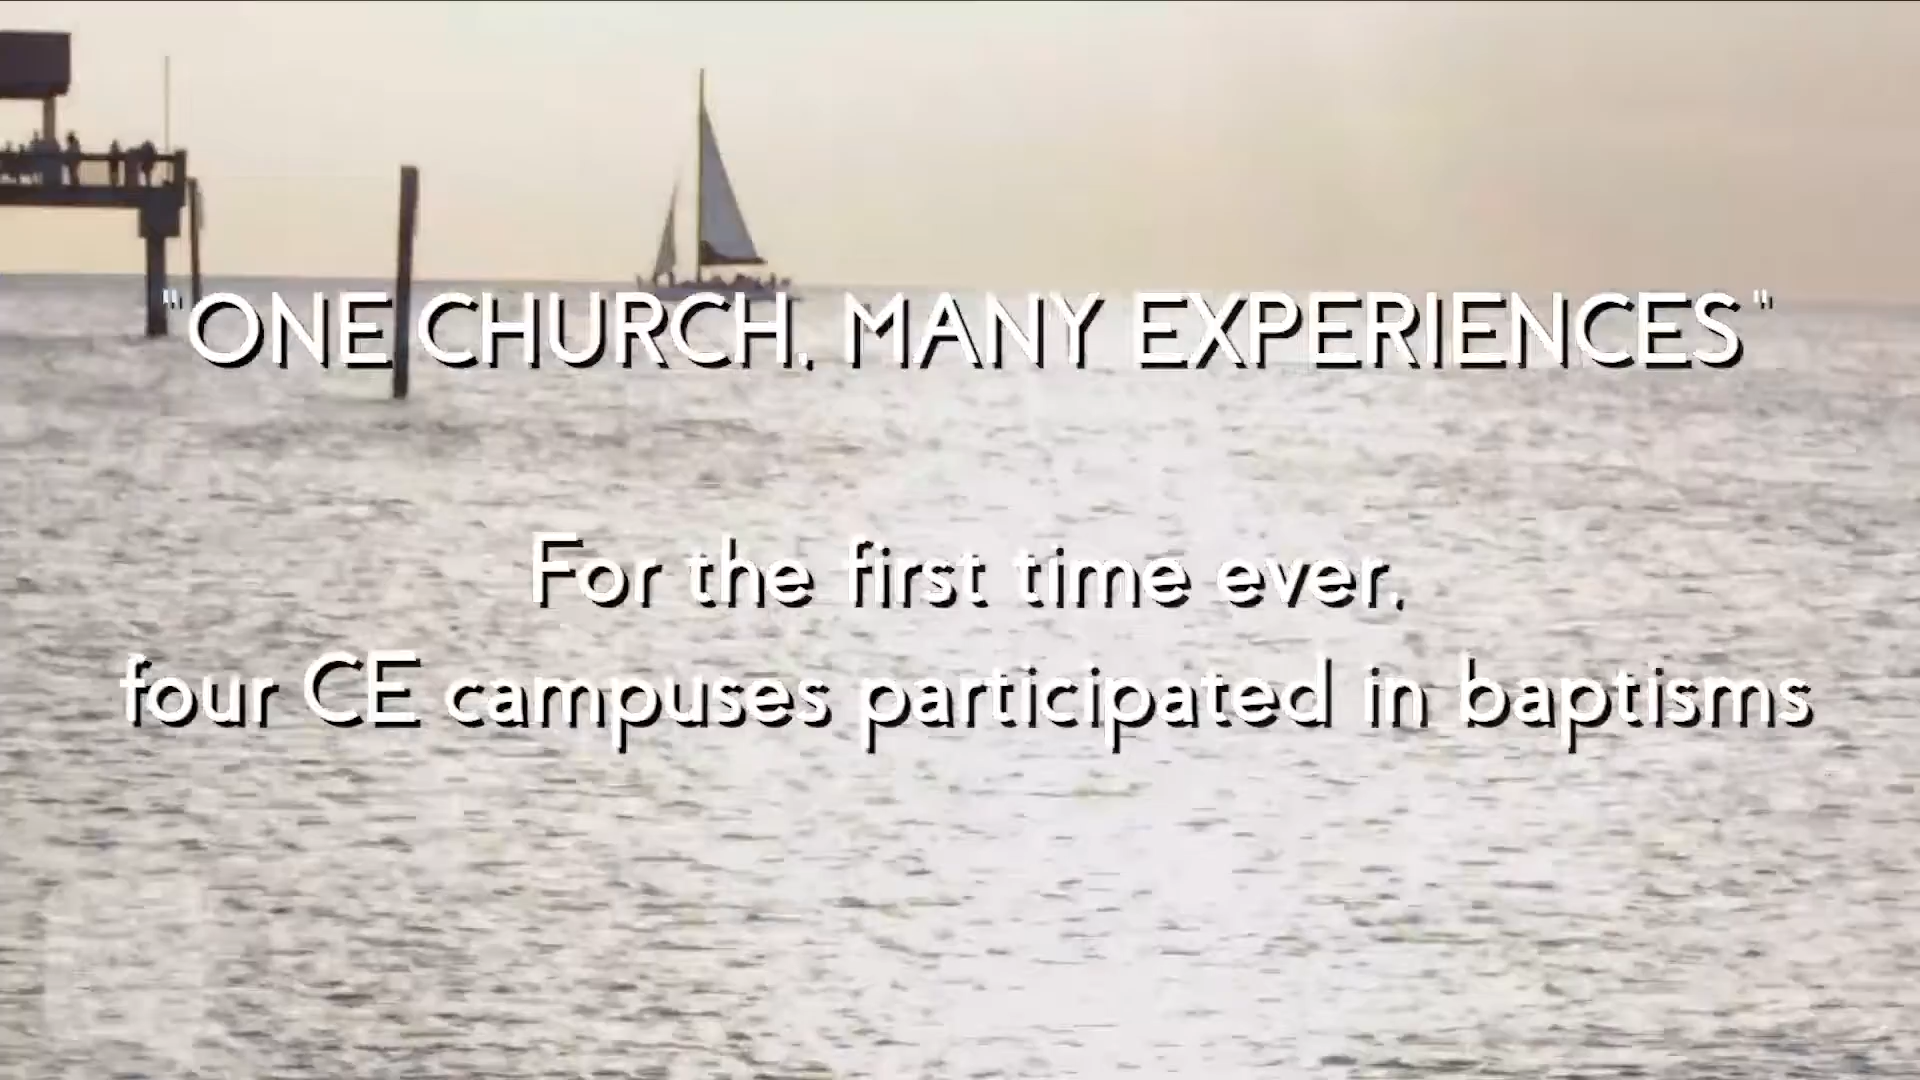 "ONE CHURCH, MANY EXPERIENCES"
For the first time ever,
four CE campuses participated in baptisms